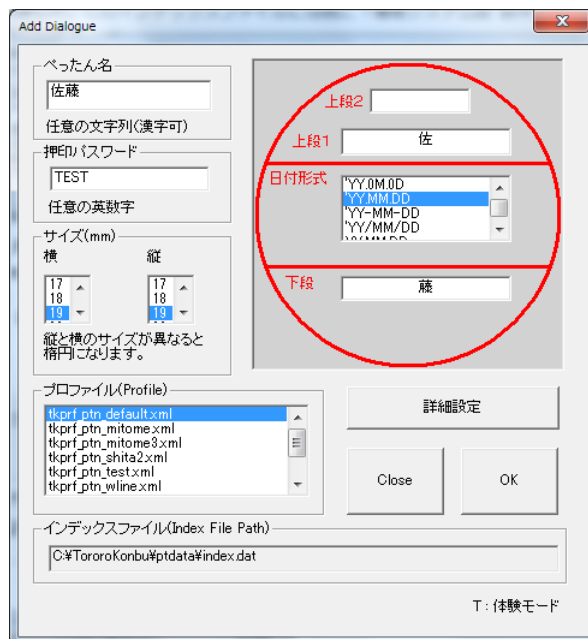 Add Dialogue
ぺったん名
佐藤
任意の文字列(漢字可)
押印パスワード
TEST
任意の英数字
サイズ(mm)
横 縦
17 17
18 18
19 19
縦と横のサイズが異なると
楕円になります。
上段2
上段1 佐
日付形式
'YY.0M.0D
'YY.MM.DD
'YY-MM-DD
'YY/MM/DD
下段 藤
プロファイル(Profile)
tkprf_ptn_default.xml
tkprf_ptn_mitome.xml
tkprf_ptn_mitome3.xml
tkprf_ptn_shita2.xml
tkprf_ptn_test.xml
tkprf_ptn_wline.xml
詳細設定
Close OK
インデックスファイル(Index File Path)
C:¥TororoKonbu¥ptdata¥index.dat
T : 体験モード